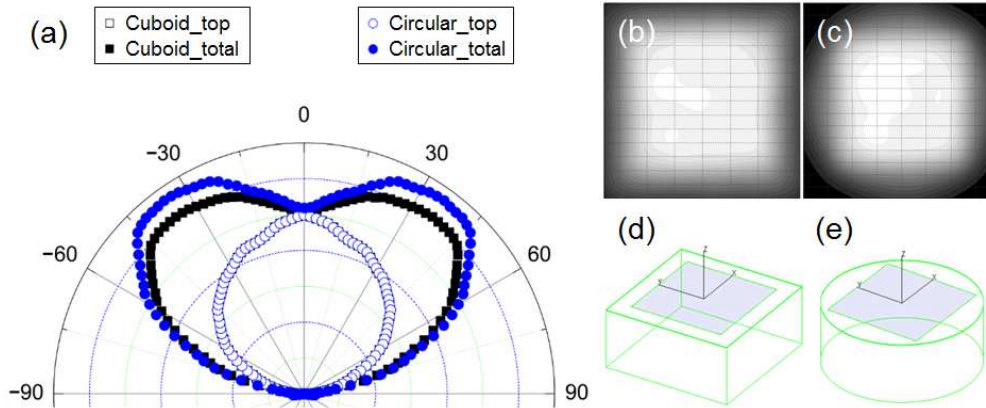 (a)
Cuboid_top
Cuboid_total
Circular_top
Circular_total
(b)
(c)
0
−30
30
−60
60
−90
90
(d)
Z
Y
X
(e)
Z
Y
X